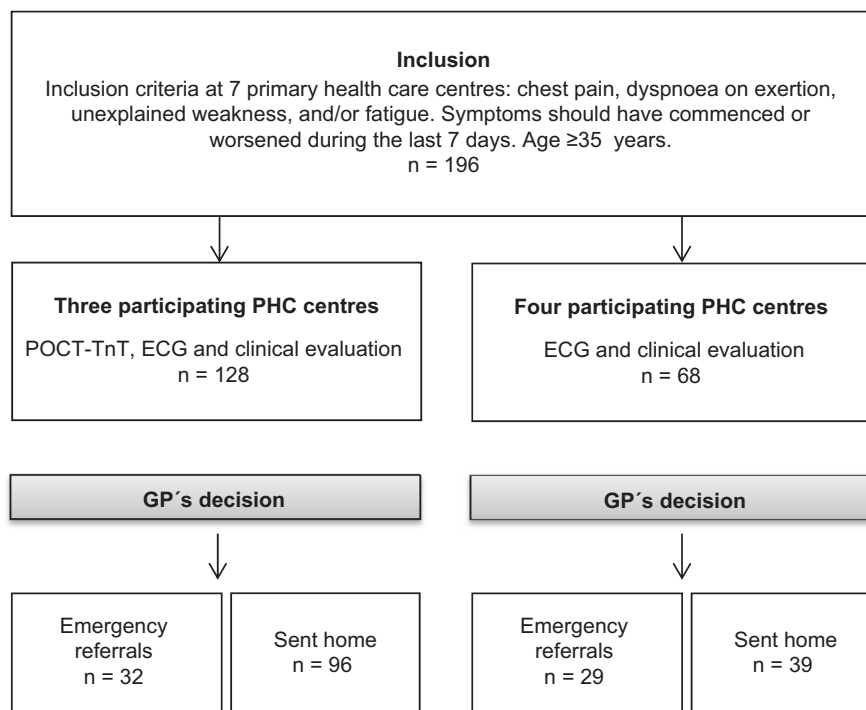 Inclusion
Inclusion criteria at 7 primary health care centres: chest pain, dyspnoea on exertion,
unexplained weakness, and/or fatigue. Symptoms should have commenced or
worsened during the last 7 days. Age ≥35 years.
n = 196
Three participating PHC centres
POCT-TnT, ECG and clinical evaluation
n = 128
Four participating PHC centres
ECG and clinical evaluation
n = 68
GP´s decision
GP´s decision
Emergency
referrals
n = 32
Sent home
n = 96
Emergency
referrals
n = 29
Sent home
n = 39